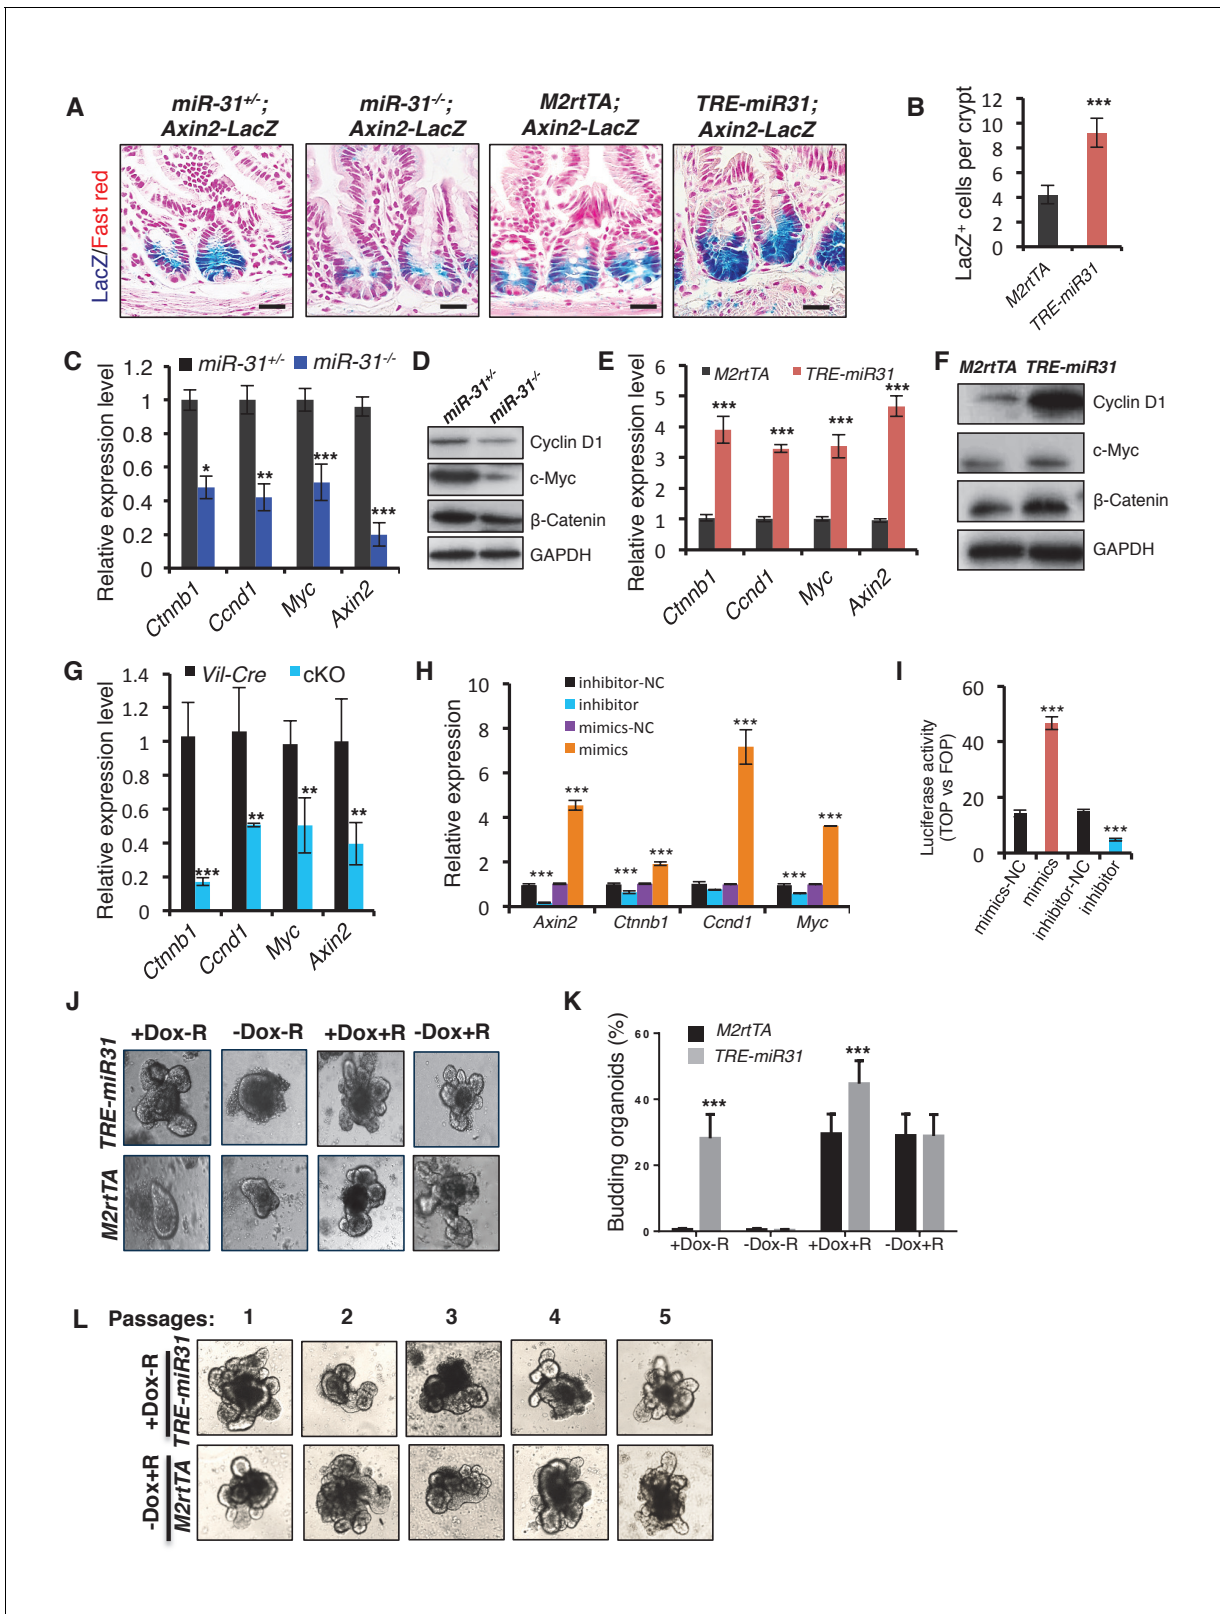 A
miR-31+/-;
Axin2-LacZ
miR-31-/-;
Axin2-LacZ
M2rtTA;
Axin2-LacZ
TRE-miR31;
Axin2-LacZ
LacZ/Fast red
B
LacZ+ cells per crypt
12
10
8
6
4
2
0
***
M2rtTA
TRE-miR31
C
miR-31+/-
miR-31-/-
Relative expression level
1.2
1
0.8
0.6
0.4
0.2
0
*
**
***
***
Ctnnb1
Ccnd1
Myc
Axin2
D
miR-31+/-
miR-31-/-
Cyclin D1
c-Myc
β-Catenin
GAPDH
E
M2rtTA
TRE-miR31
Relative expression level
6
5
4
3
2
1
0
***
***
***
***
Ctnnb1
Ccnd1
Myc
Axin2
F
M2rtTA TRE-miR31
Cyclin D1
c-Myc
β-Catenin
GAPDH
G
Vil-Cre
cKO
Relative expression level
1.4
1.2
1
0.8
0.6
0.4
0.2
0
***
**
**
**
Ctnnb1
Ccnd1
Myc
Axin2
H
inhibitor-NC
inhibitor
mimics-NC
mimics
Relative expression
10
8
6
4
2
0
***
***
***
***
***
***
***
Axin2
Ctnnb1
Ccnd1
Myc
I
Luciferase activity
(TOP vs FOP)
60
40
20
0
***
***
mimics-NC
mimics
inhibitor-NC
inhibitor
J
+Dox-R
-Dox-R
+Dox+R
-Dox+R
TRE-miR31
M2rtTA
K
M2rtTA
TRE-miR31
Budding organoids (%)
60
40
20
0
***
***
+Dox-R
-Dox-R
+Dox+R
-Dox+R
L
Passages:
1
2
3
4
5
+Dox-R
TRE-miR31
-Dox+R
M2rtTA